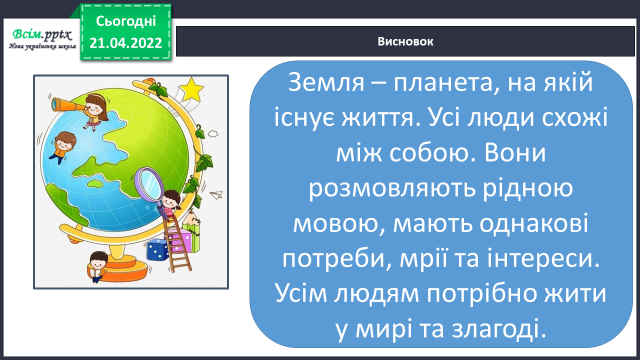 Всім.pptx
Нова українська школа
Сьогодні
21.04.2022
Висновок
Земля – планета, на якій
існує життя. Усі люди схожі
між собою. Вони
розмовляють рідною
мовою, мають однакові
потреби, мрії та інтереси.
Усім людям потрібно жити
у мирі та злагоді.